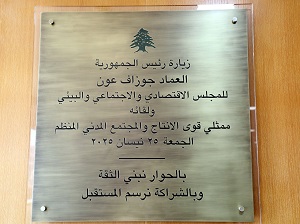 زيارة رئيس الجمهورية
العماد جوزاف عون
للمجلس الاقتصادي والاجتماعي والبيئي
ولقائه
ممثلي قوى الانتاج والمجتمع المدني المنظم
الجمعة ٢٥ نيسان ٢٠٢٥
بالحوار نبني الثقة
وبالشراكة نرسم المستقبل